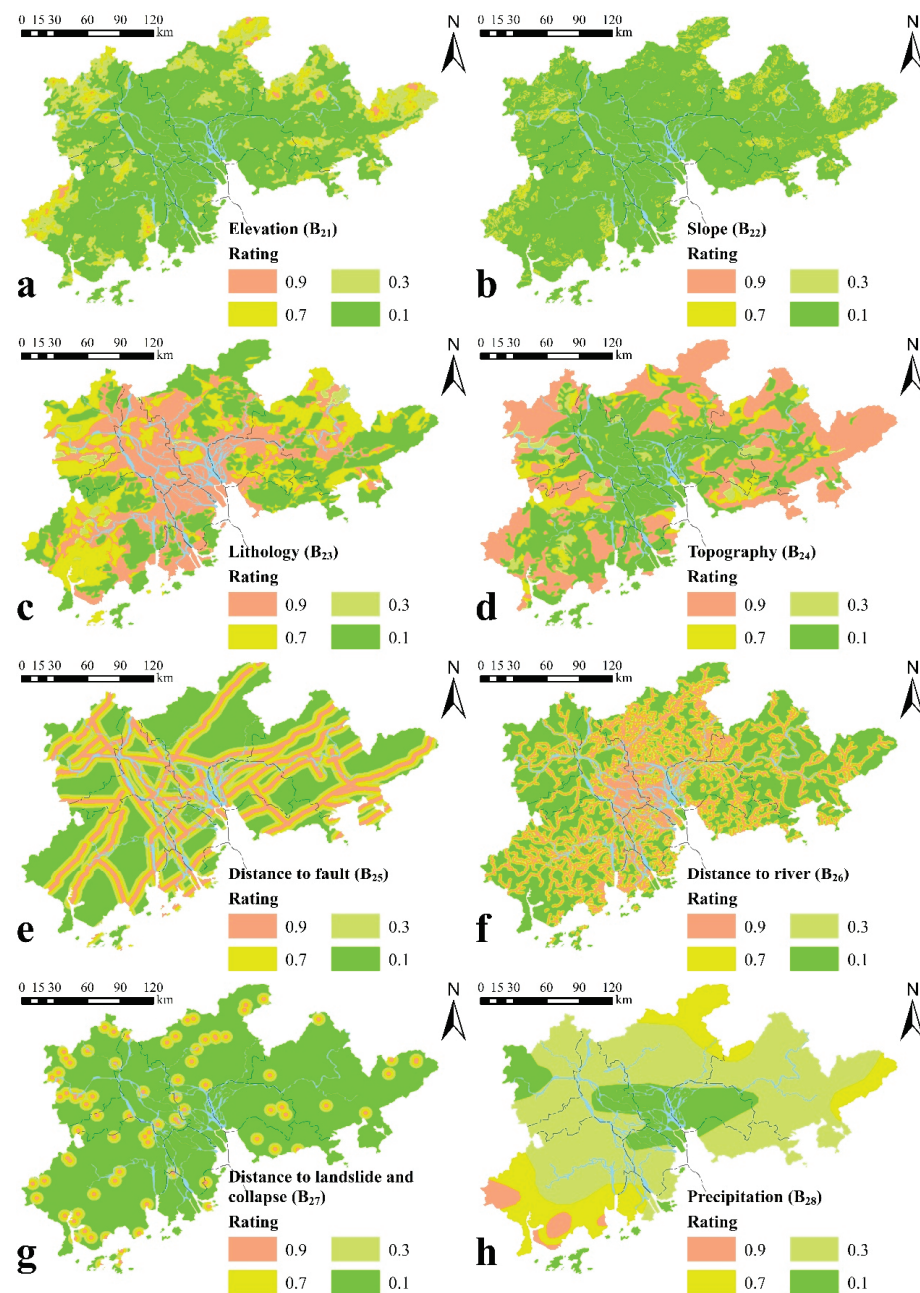 0 15 30 60 90 120
km
N
Elevation (B21)
Rating
0.9 0.3
0.7 0.1
a
0 15 30 60 90 120
km
N
Slope (B22)
Rating
0.9 0.3
0.7 0.1
b
0 15 30 60 90 120
km
N
Lithology (B23)
Rating
0.9 0.3
0.7 0.1
c
0 15 30 60 90 120
km
N
Topography (B24)
Rating
0.9 0.3
0.7 0.1
d
0 15 30 60 90 120
km
N
Distance to fault (B25)
Rating
0.9 0.3
0.7 0.1
e
0 15 30 60 90 120
km
N
Distance to river (B26)
Rating
0.9 0.3
0.7 0.1
f
0 15 30 60 90 120
km
N
Distance to landslide and
collapse (B27)
Rating
0.9 0.3
0.7 0.1
g
0 15 30 60 90 120
km
N
Precipitation (B28)
Rating
0.9 0.3
0.7 0.1
h